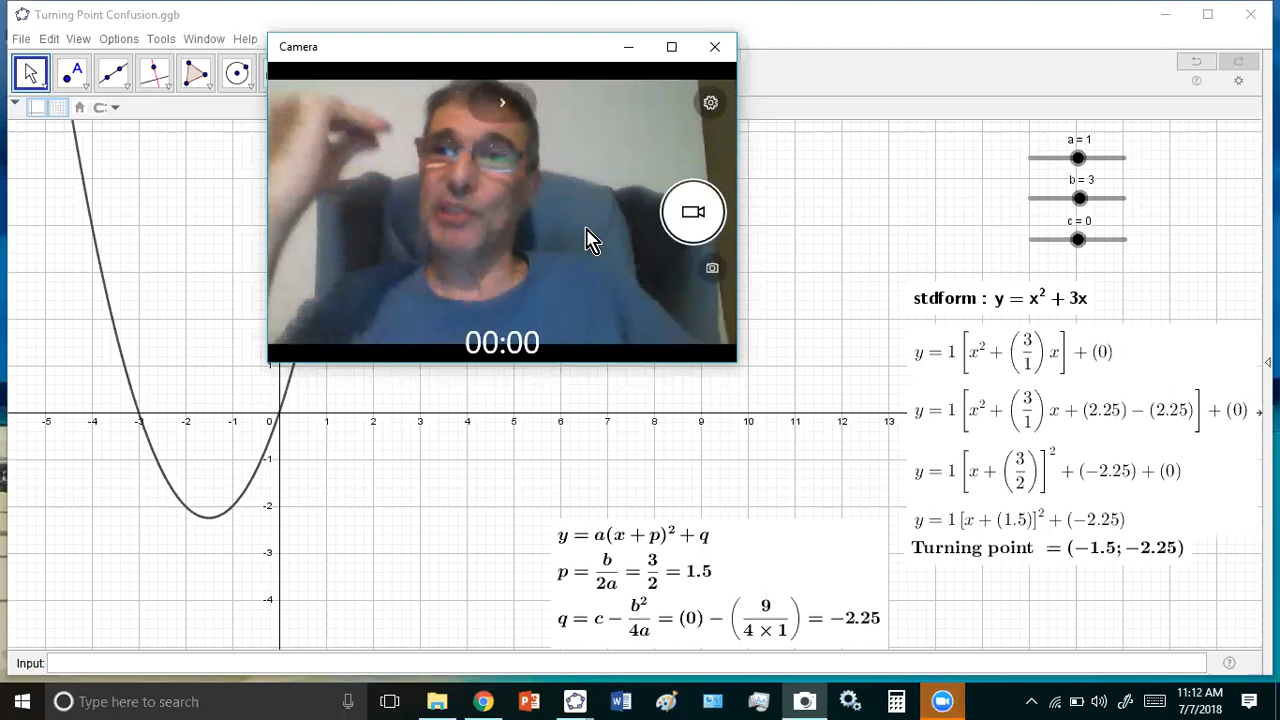 Turning Point Confusion.ggb
File Edit View Options Tools Window Help
Camera
A
00:00
a = 1
b = 3
c = 0
stdform : y = x² + 3x
y = 1 [x² + (3/1) x] + (0)
y = 1 [x² + (3/1) x + (2.25) − (2.25)] + (0)
y = 1 [x + (3/2)]² + (−2.25) + (0)
y = 1 [x + (1.5)]² + (−2.25)
Turning point = (−1.5; −2.25)
1
-5 -4 -3 -2 -1 0 1 2 3 4 5 6 7 8 9 10 11 12 13
-1
-2
-3
-4
y = a(x + p)² + q
p = b/2a = 3/2 = 1.5
q = c − b²/4a = (0) − (9/4 × 1) = −2.25
Input:
Type here to search
11:12 AM
7/7/2018